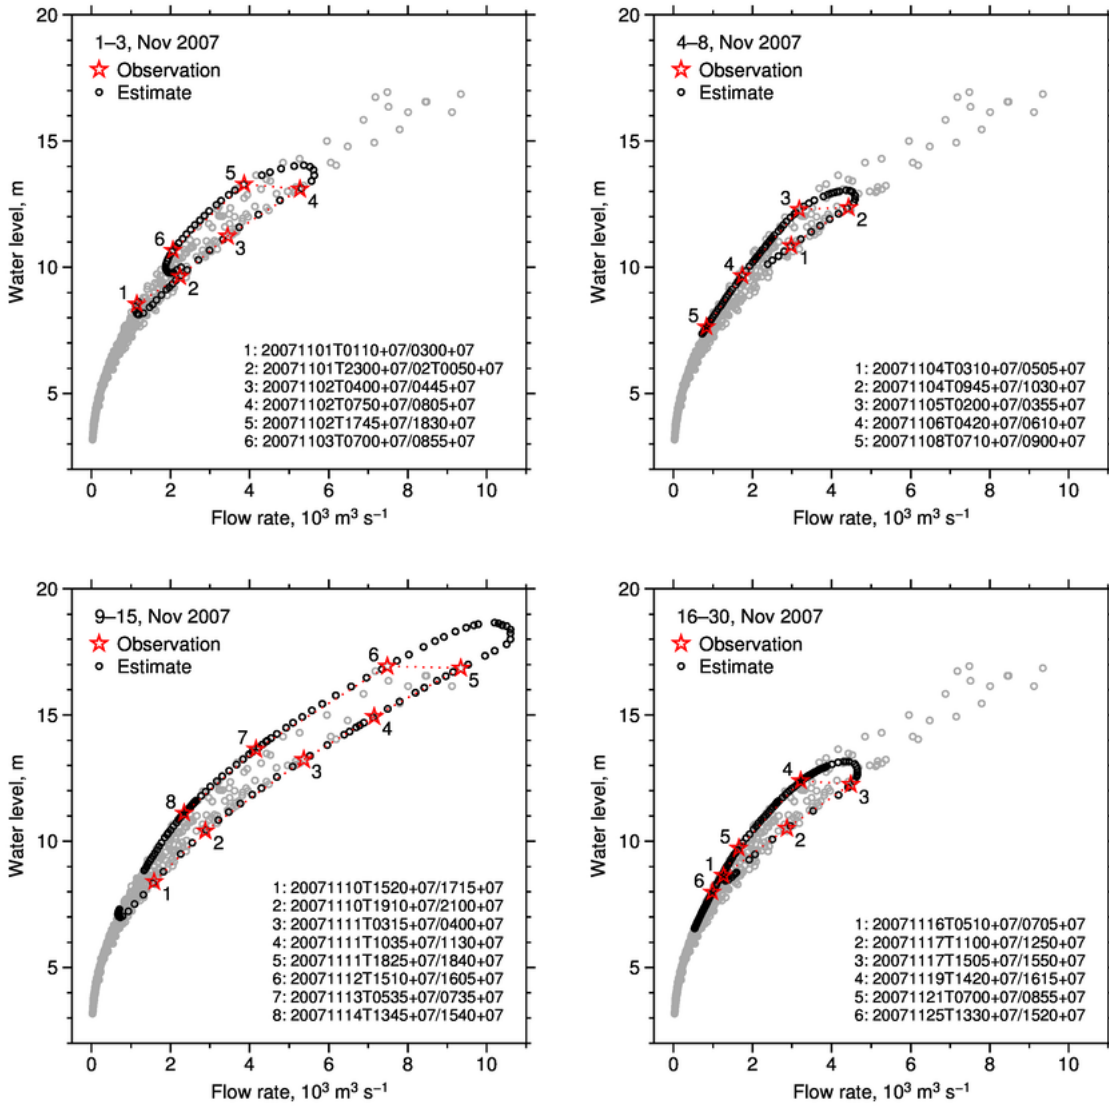 20
15
10
5
Water level, m
1–3, Nov 2007
Observation
Estimate
1
2
3
4
5
6
1: 20071101T0110+07/0300+07
2: 20071101T2300+07/02T0050+07
3: 20071102T0400+07/0445+07
4: 20071102T0750+07/0805+07
5: 20071102T1745+07/1830+07
6: 20071103T0700+07/0855+07
0 2 4 6 8 10
Flow rate, 10³ m³ s⁻¹
20
15
10
5
Water level, m
4–8, Nov 2007
Observation
Estimate
1
2
3
4
5
1: 20071104T0310+07/0505+07
2: 20071104T0945+07/1030+07
3: 20071105T0200+07/0355+07
4: 20071106T0420+07/0610+07
5: 20071108T0710+07/0900+07
0 2 4 6 8 10
Flow rate, 10³ m³ s⁻¹
20
15
10
5
Water level, m
9–15, Nov 2007
Observation
Estimate
1
2
3
4
5
6
7
8
1: 20071110T1520+07/1715+07
2: 20071110T1910+07/2100+07
3: 20071111T0315+07/0400+07
4: 20071111T1035+07/1130+07
5: 20071111T1825+07/1840+07
6: 20071112T1510+07/1605+07
7: 20071113T0535+07/0735+07
8: 20071114T1345+07/1540+07
0 2 4 6 8 10
Flow rate, 10³ m³ s⁻¹
20
15
10
5
Water level, m
16–30, Nov 2007
Observation
Estimate
1
2
3
4
5
6
1: 20071116T0510+07/0705+07
2: 20071117T1100+07/1250+07
3: 20071117T1505+07/1550+07
4: 20071119T1420+07/1615+07
5: 20071121T0700+07/0855+07
6: 20071125T1330+07/1520+07
0 2 4 6 8 10
Flow rate, 10³ m³ s⁻¹